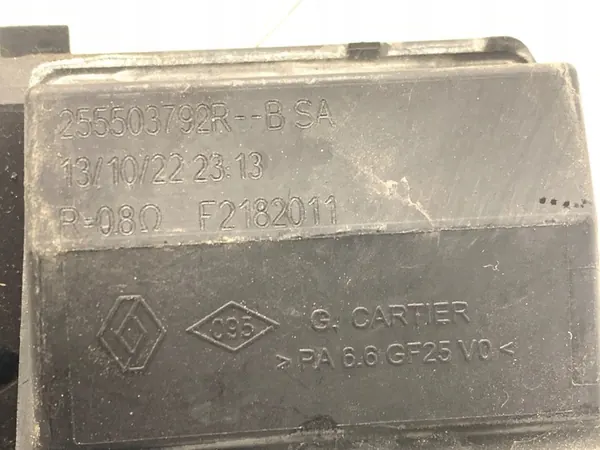 255503792R--B SA
13/10/22 23:13
R-0.8Ω F2182011
095 G. CARTIER
>PA 6.6 GF25 V0<